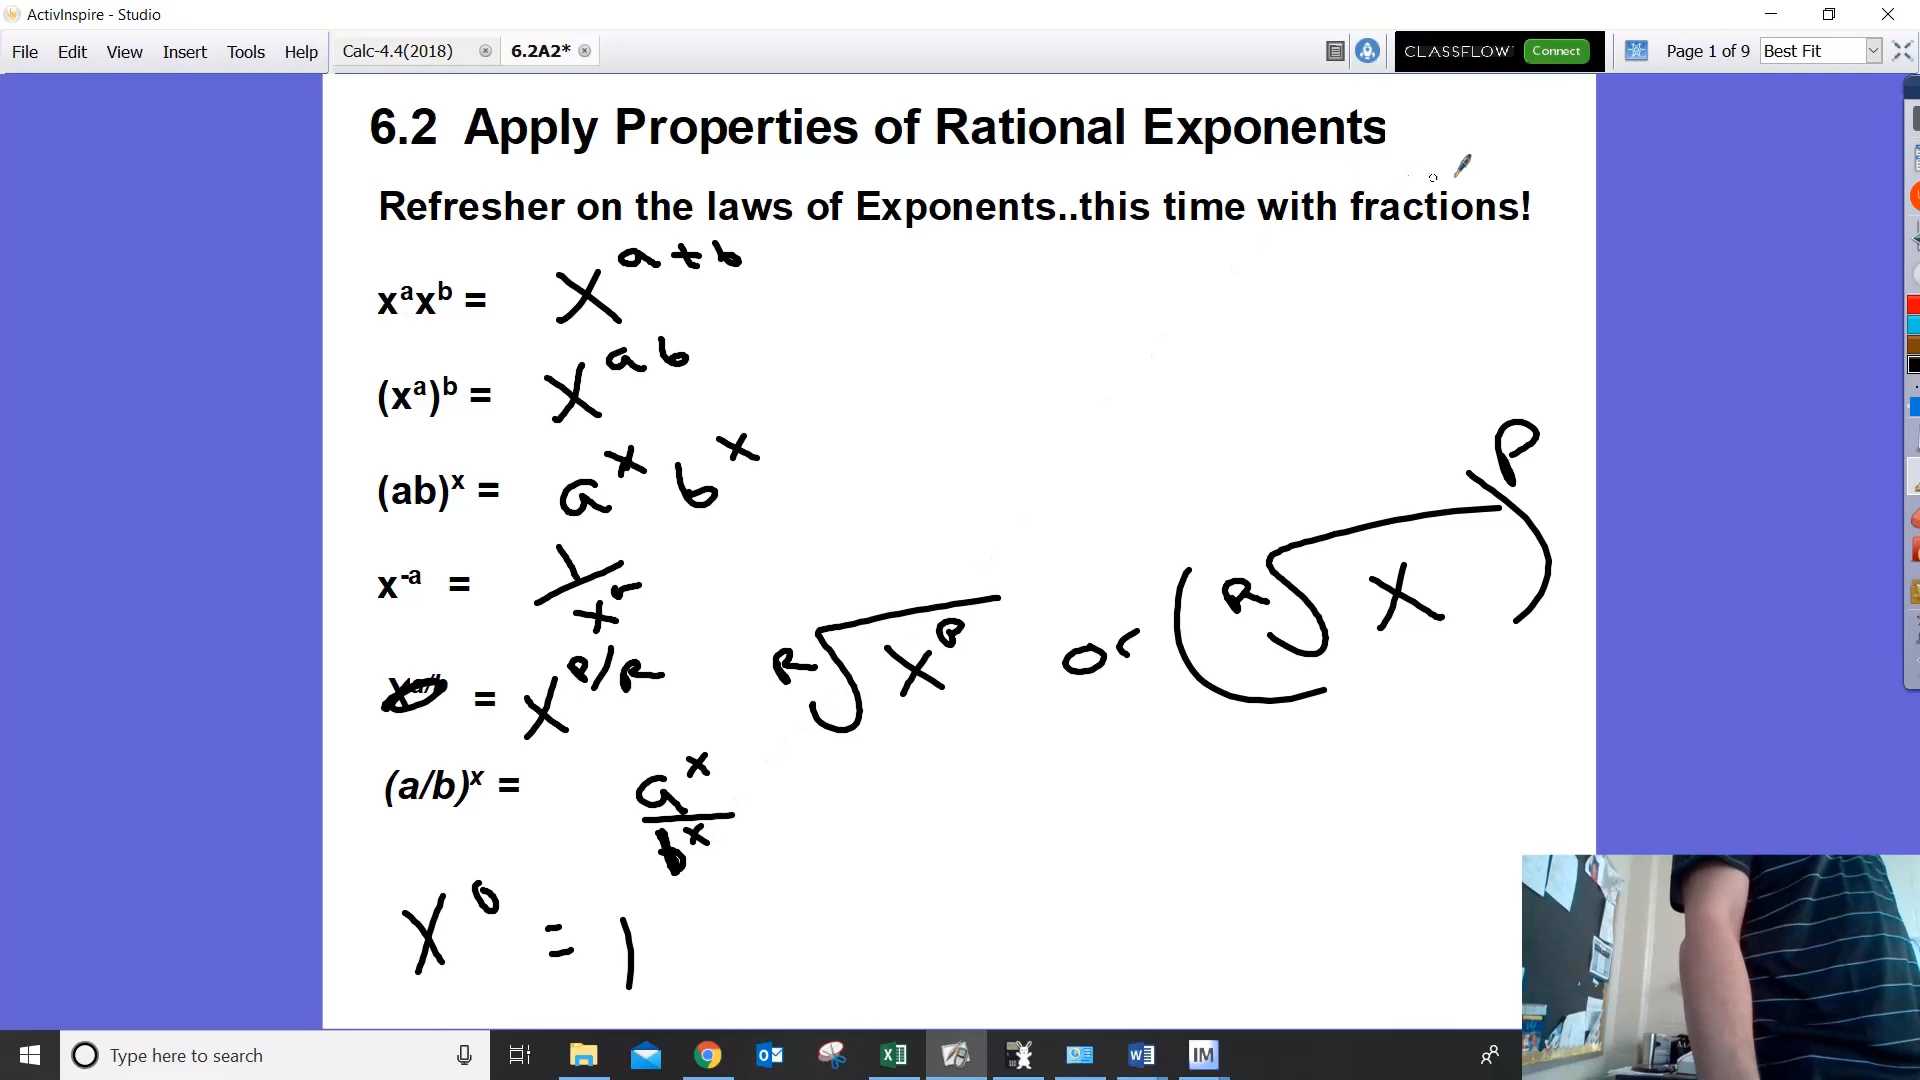 ActivInspire - Studio
File Edit View Insert Tools Help Calc-4.4(2018) 6.2A2* CLASSFLOW Connect Page 1 of 9 Best Fit
6.2 Apply Properties of Rational Exponents
Refresher on the laws of Exponents..this time with fractions!
xᵃxᵇ = x^(a+b)
(xᵃ)ᵇ = x^(ab)
(ab)ˣ = aˣ bˣ
x⁻ᵃ = 1/xᵃ
= x^(P/R) ᴿ√(x^P) or (ᴿ√x)^P
(a/b)ˣ = aˣ/bˣ
x⁰ = 1
Type here to search
IM